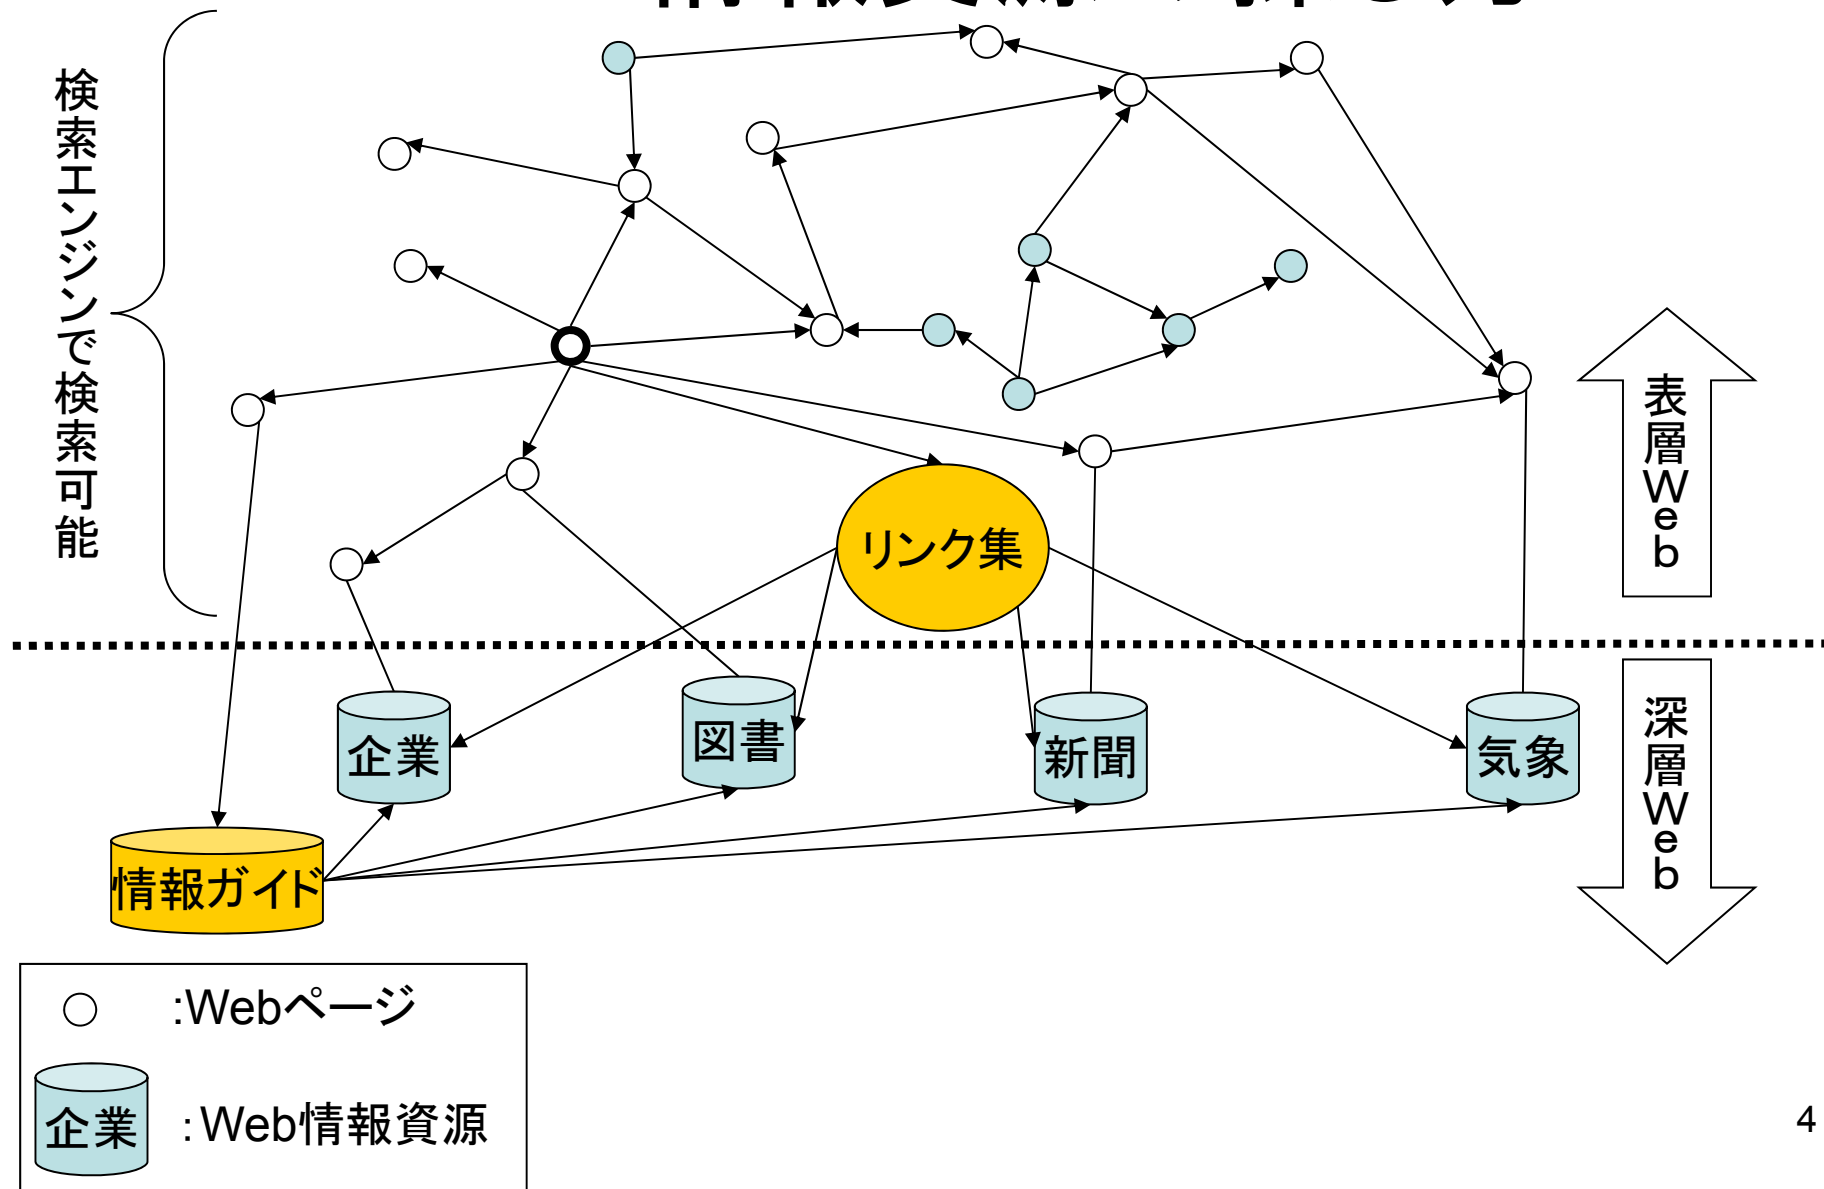 検索エンジンで検索可能
表層Web
リンク集
企業
図書
新聞
気象
深層Web
情報ガイド
:Webページ
企業
:Web情報資源
4